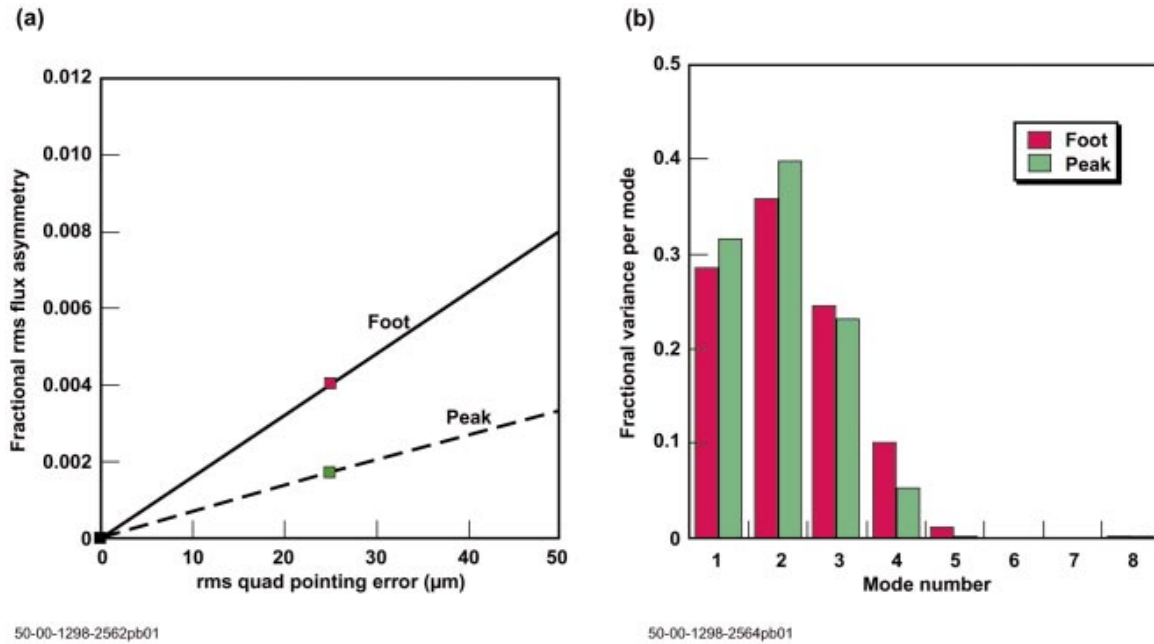 (a)
Fractional rms flux asymmetry
0.012
0.010
0.008
0.006
0.004
0.002
0
Foot
Peak
0 10 20 30 40 50
rms quad pointing error (µm)
50-00-1298-2562pb01
(b)
Fractional variance per mode
0.5
0.4
0.3
0.2
0.1
0
Foot
Peak
1 2 3 4 5 6 7 8
Mode number
50-00-1298-2564pb01